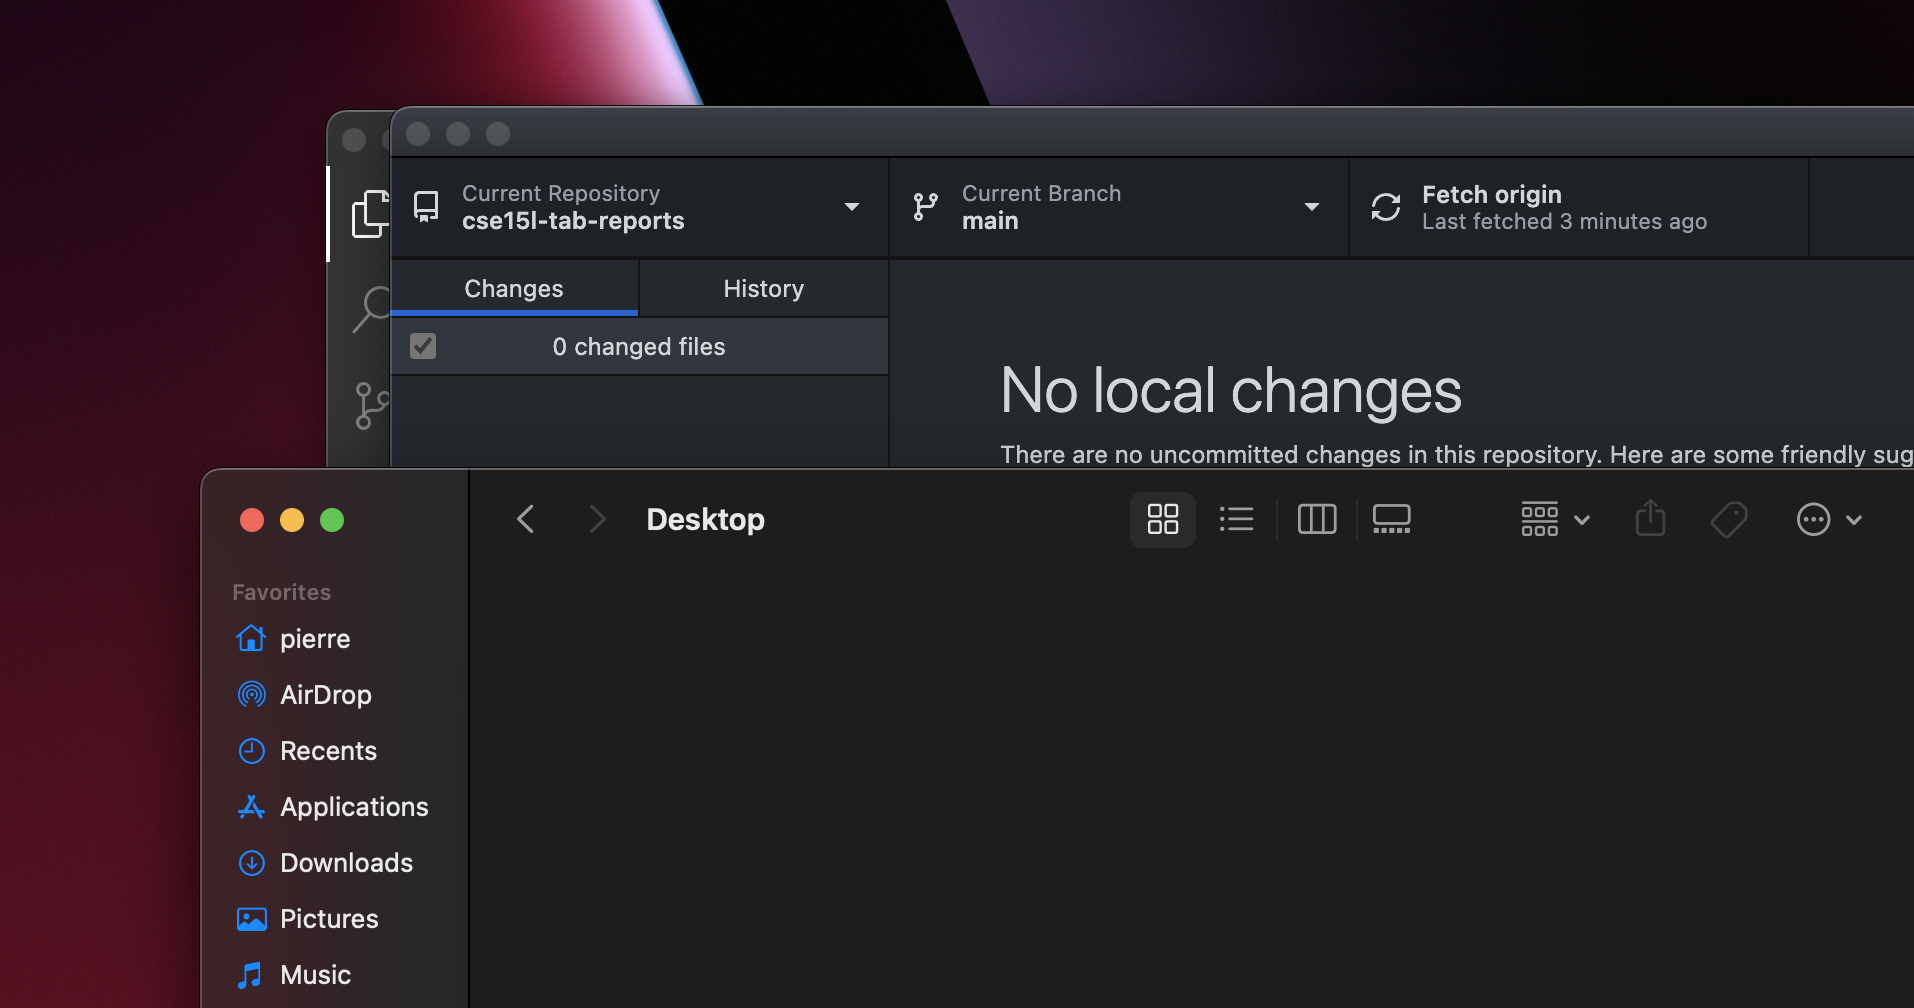 Current Repository
cse15l-tab-reports
Current Branch
main
Fetch origin
Last fetched 3 minutes ago
Changes
History
0 changed files
No local changes
There are no uncommitted changes in this repository. Here are some friendly sug
Desktop
Favorites
pierre
AirDrop
Recents
Applications
Downloads
Pictures
Music